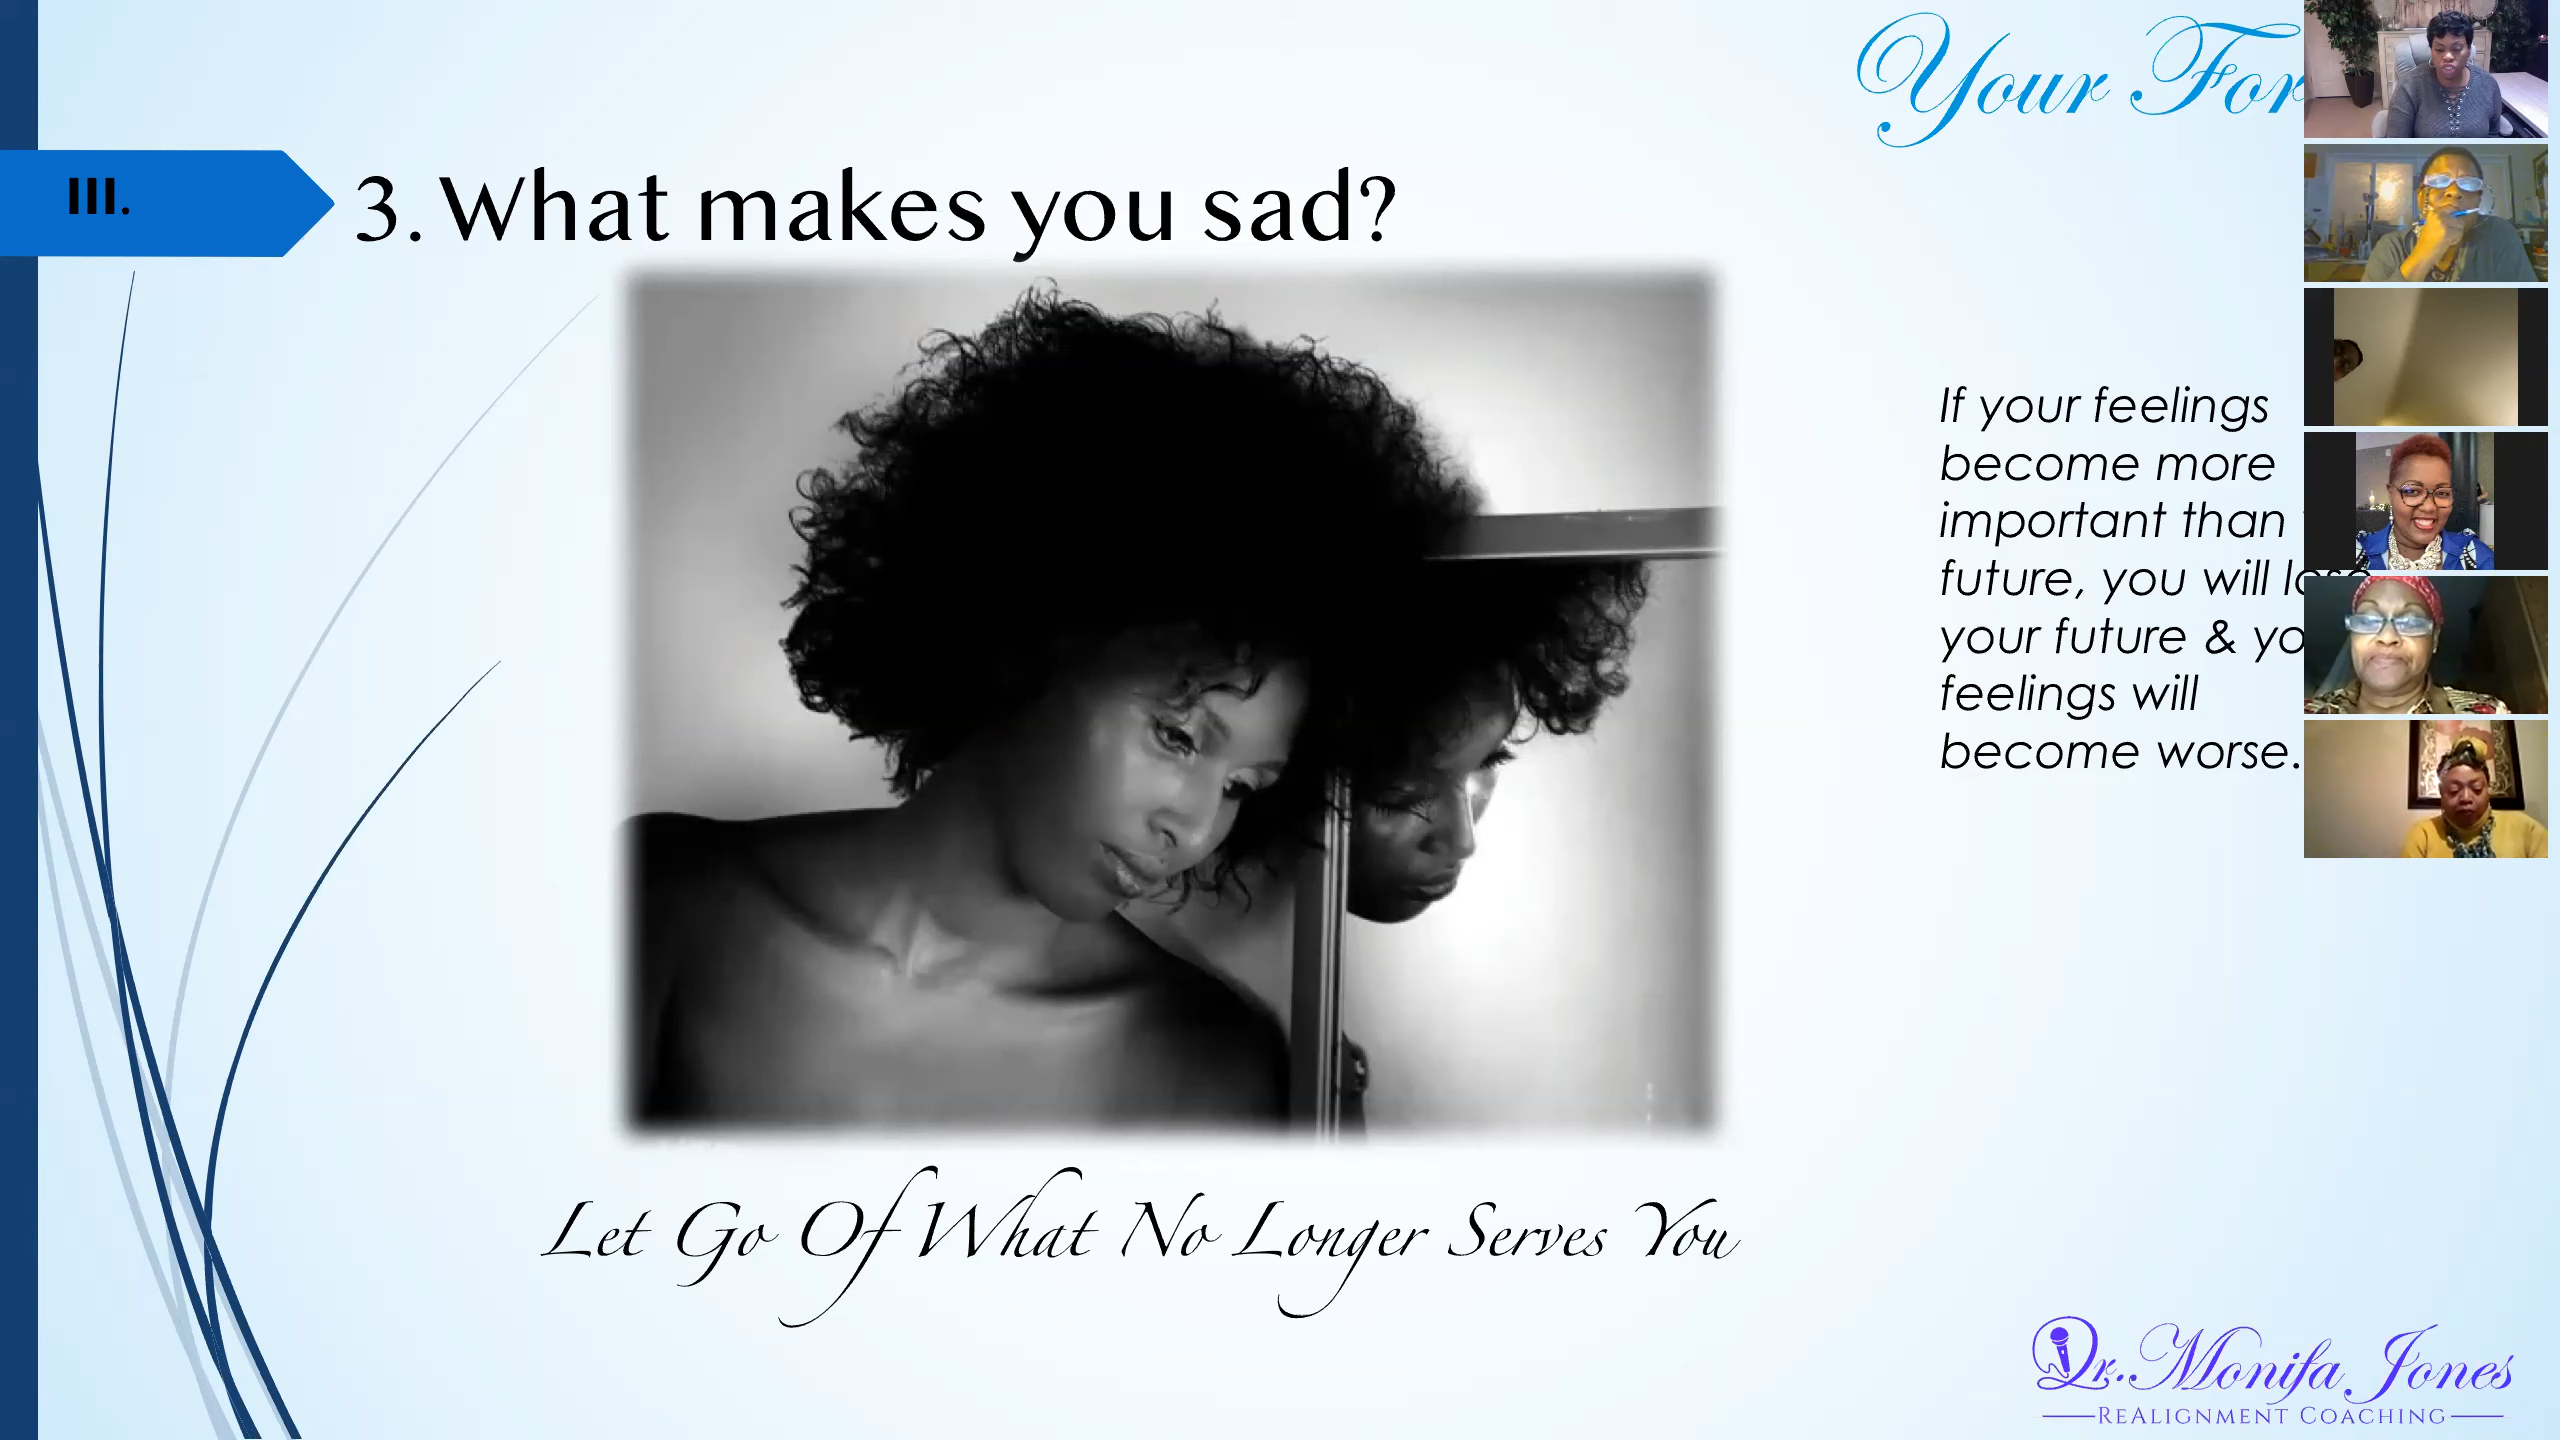 Your For
III.
3. What makes you sad?
If your feelings
become more
important than
future, you will lose
your future & yo
feelings will
become worse.
Let Go Of What No Longer Serves You
Dr. Monifa Jones
REALIGNMENT COACHING